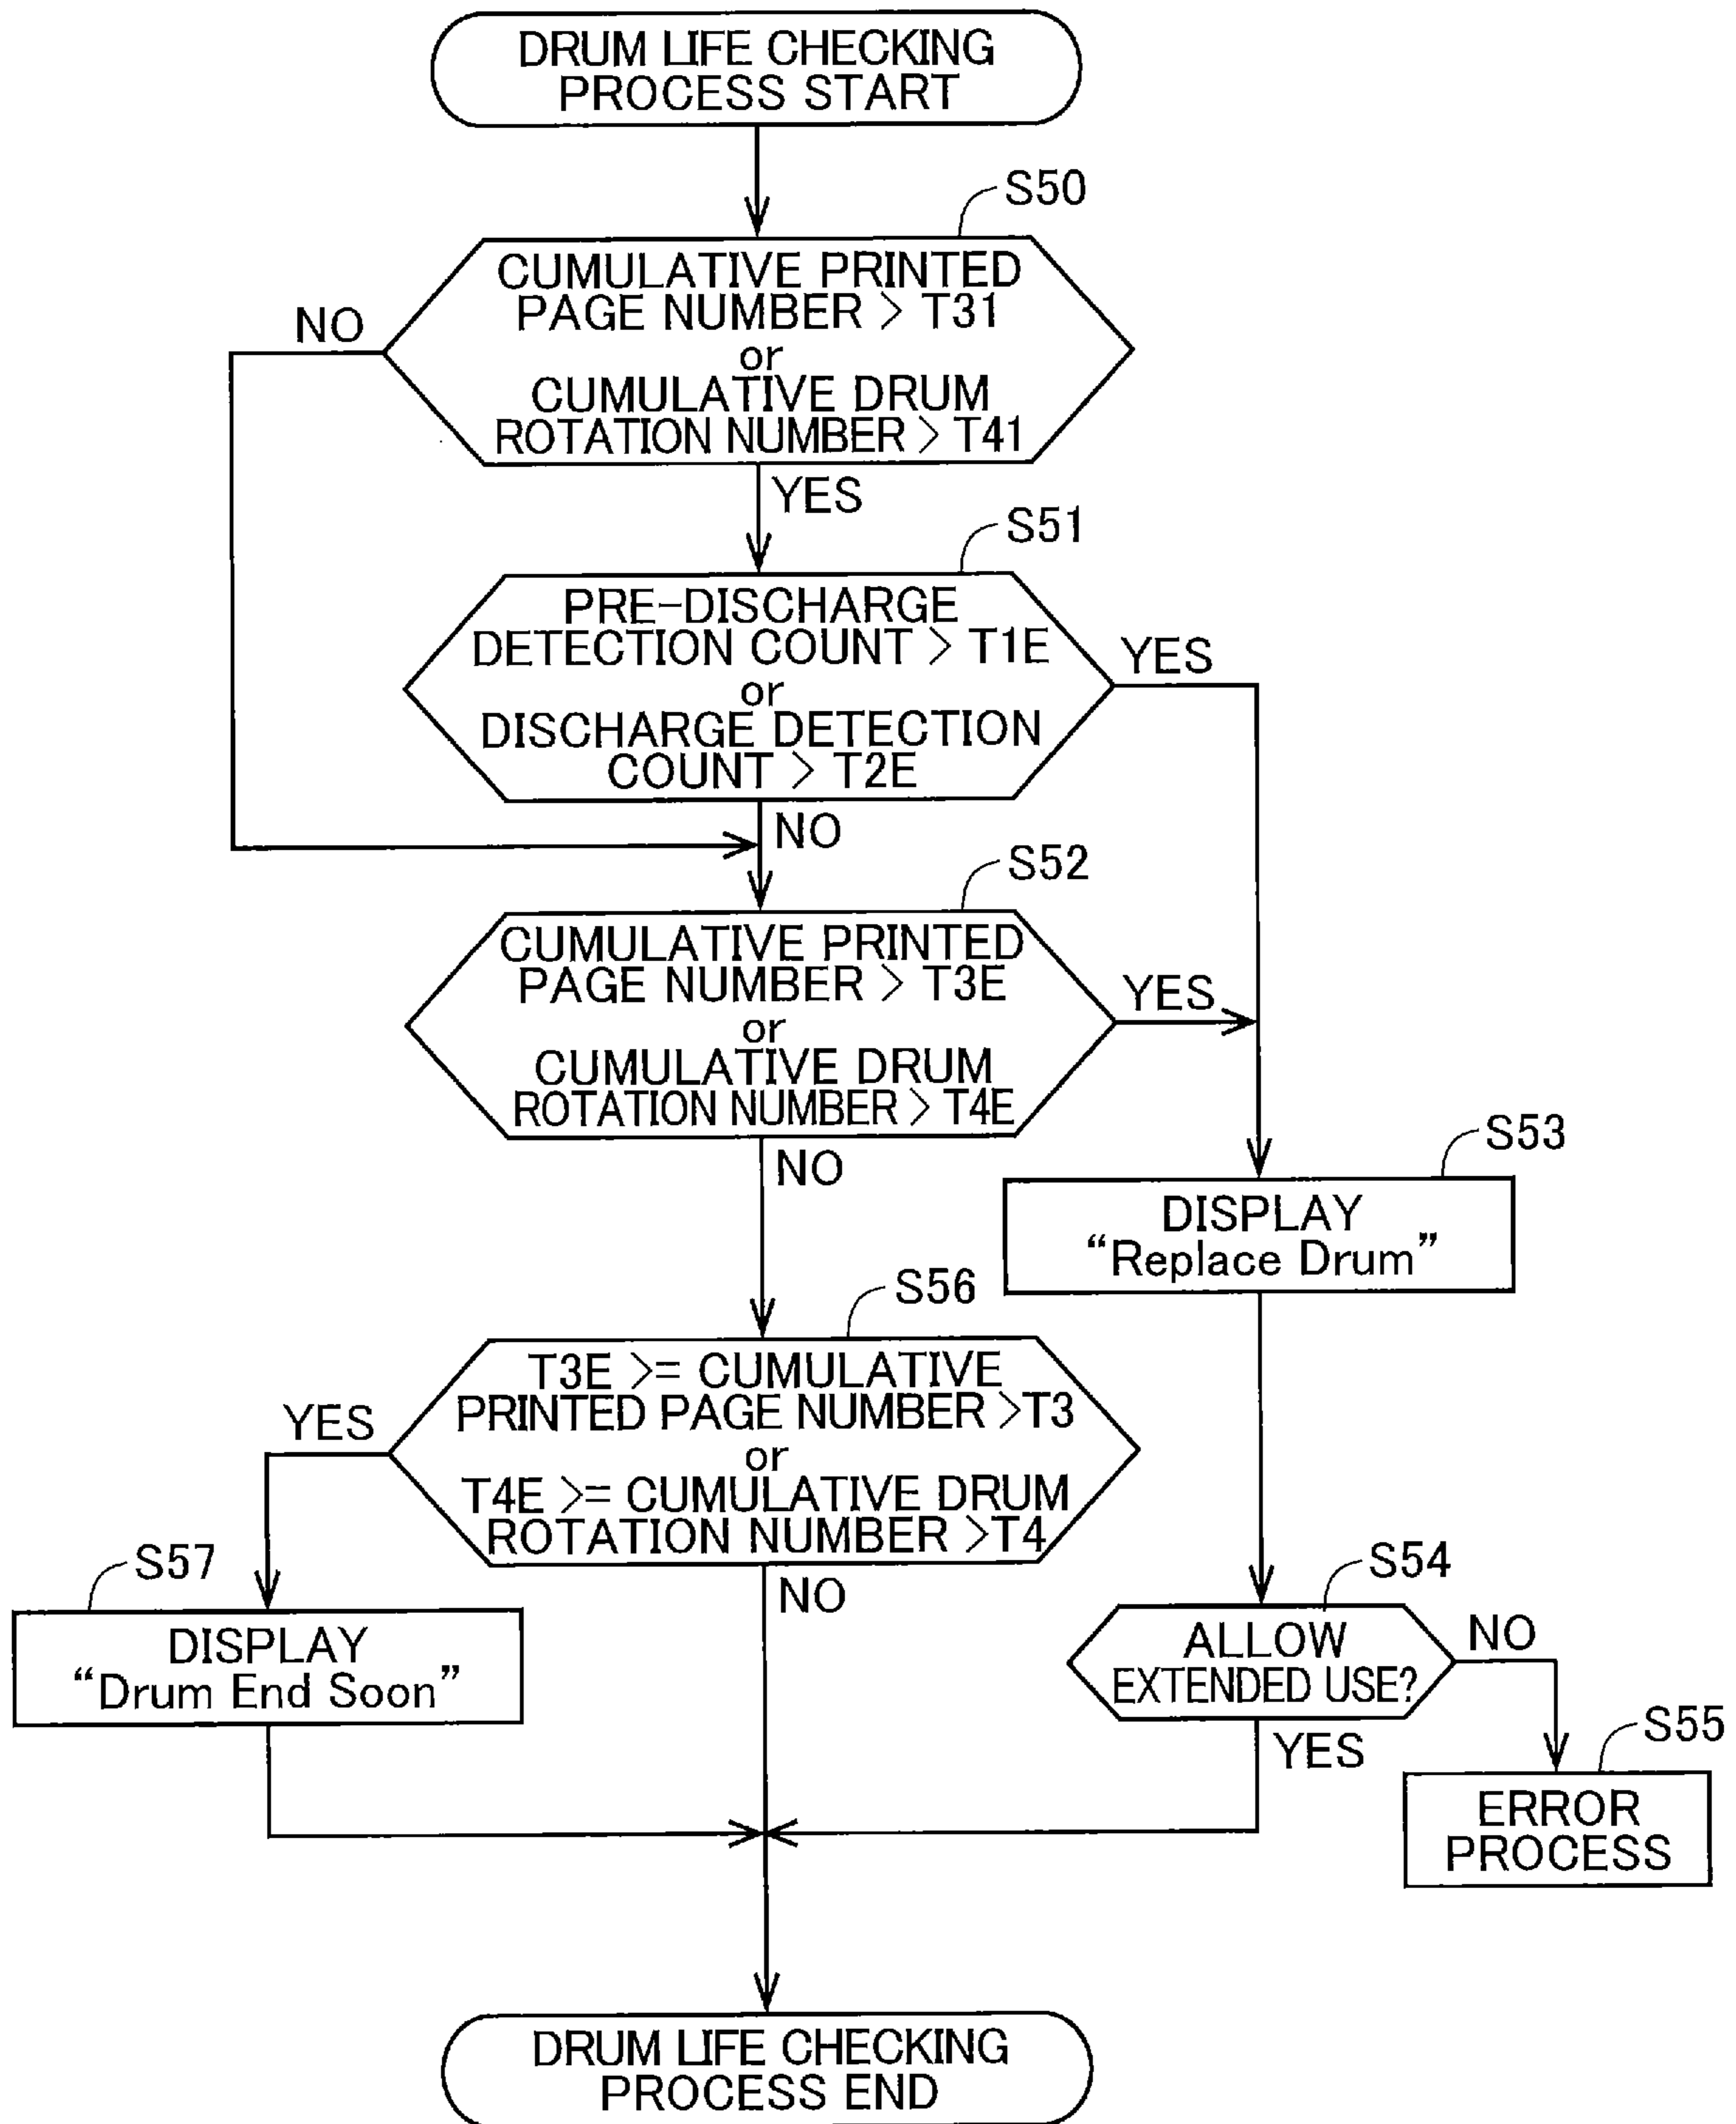 DRUM LIFE CHECKING
PROCESS START
S50
CUMULATIVE PRINTED
PAGE NUMBER > T31
or
CUMULATIVE DRUM
ROTATION NUMBER > T41
NO
YES
S51
PRE-DISCHARGE
DETECTION COUNT > T1E
or
DISCHARGE DETECTION
COUNT > T2E
YES
NO
S52
CUMULATIVE PRINTED
PAGE NUMBER > T3E
or
CUMULATIVE DRUM
ROTATION NUMBER > T4E
YES
NO
S53
DISPLAY
“Replace Drum”
S56
T3E >= CUMULATIVE
PRINTED PAGE NUMBER >T3
or
T4E >= CUMULATIVE DRUM
ROTATION NUMBER >T4
YES
NO
S57
DISPLAY
“Drum End Soon”
S54
ALLOW
EXTENDED USE?
NO
YES
S55
ERROR
PROCESS
DRUM LIFE CHECKING
PROCESS END